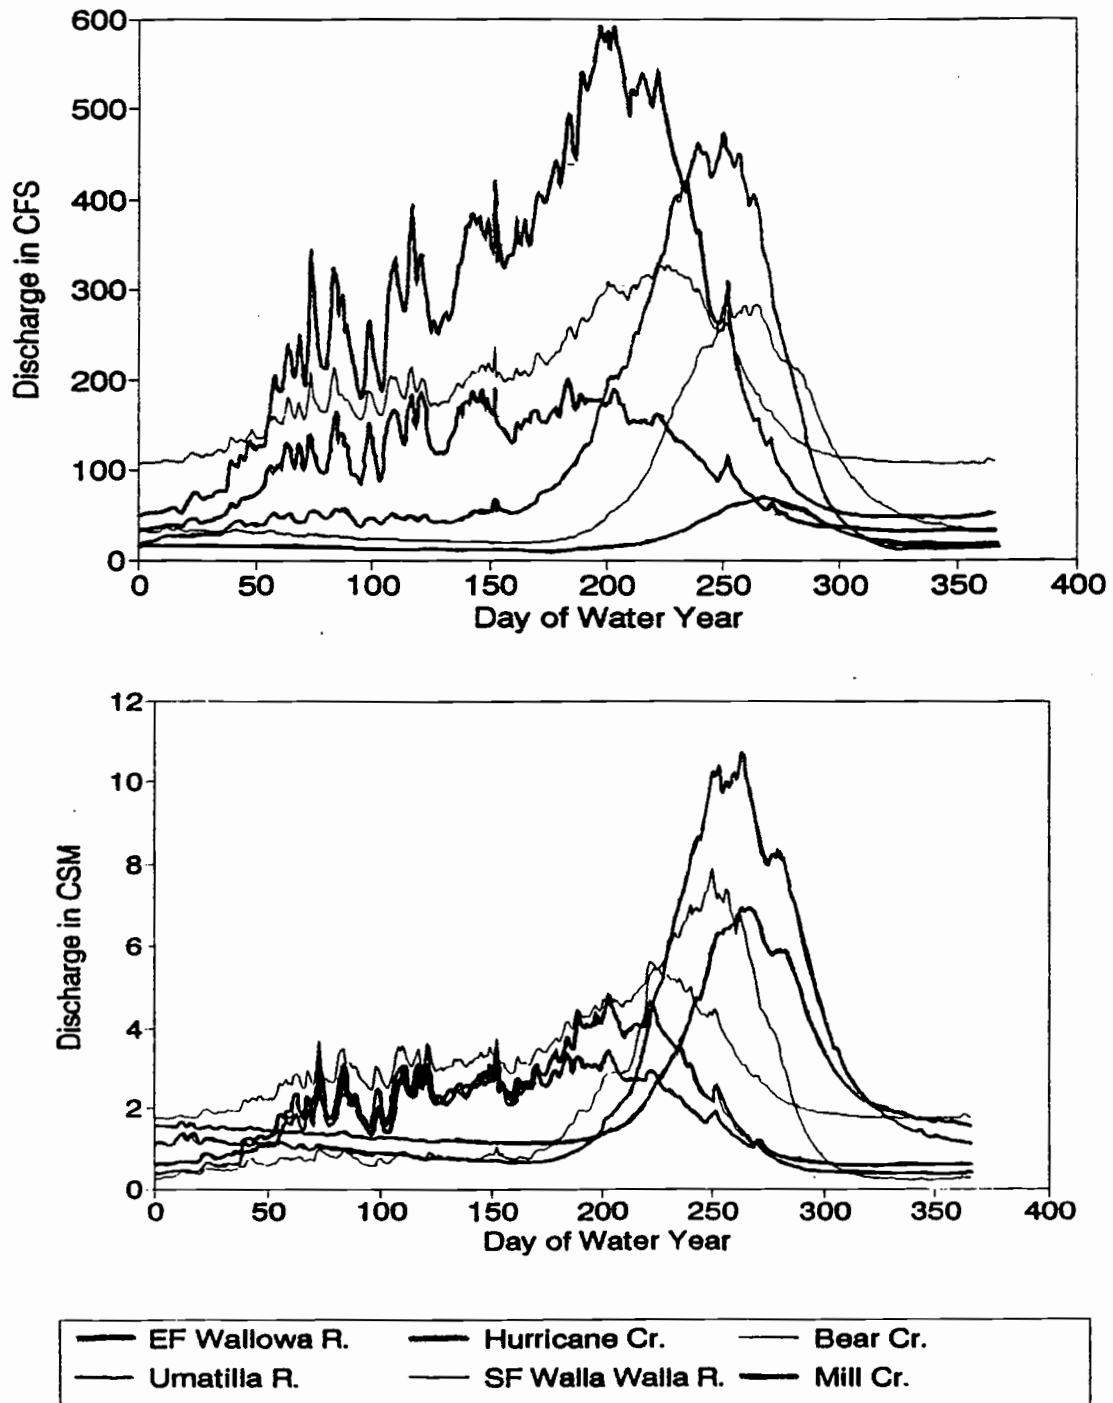 600
500
400
300
200
100
0
Discharge in CFS
0 50 100 150 200 250 300 350 400
Day of Water Year
12
10
8
6
4
2
0
Discharge in CSM
0 50 100 150 200 250 300 350 400
Day of Water Year
EF Wallowa R. Hurricane Cr. Bear Cr.
Umatilla R. SF Walla Walla R. Mill Cr.